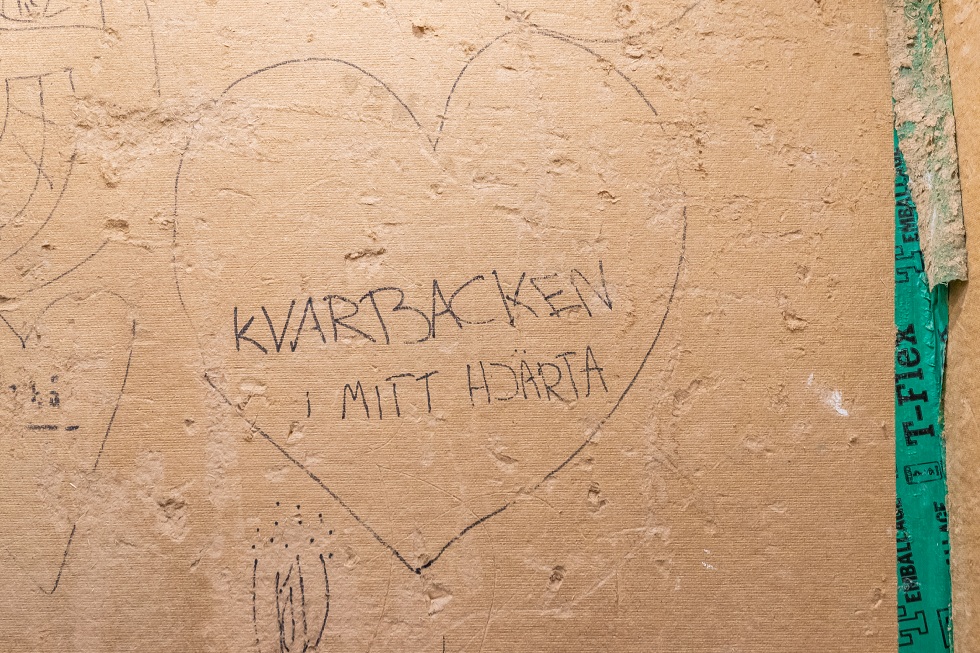 KVARTBACKEN
i MITT HJÄRTA
T EMBALLAGE
T-Flex
T EMBALLAGE